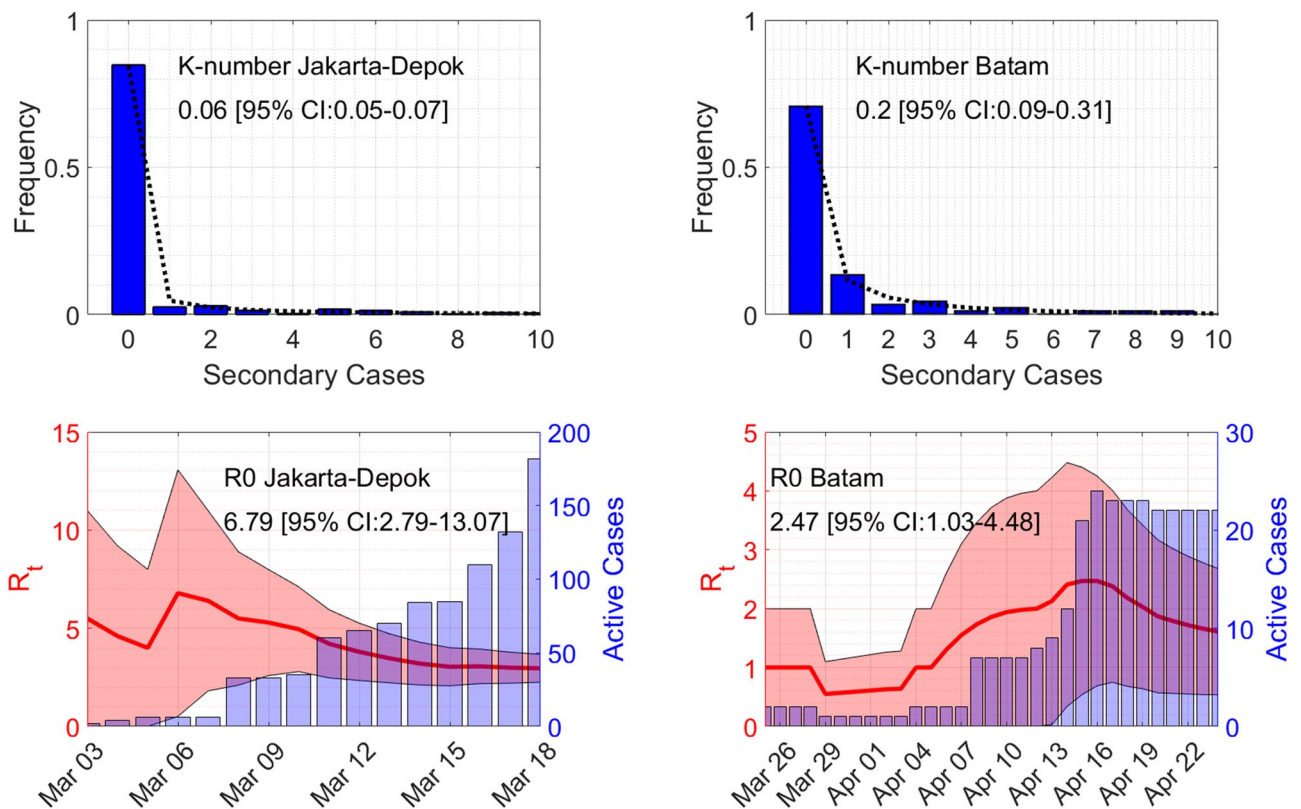 K-number Jakarta-Depok
0.06 [95% CI:0.05-0.07]
Frequency
1
0.5
0
0 2 4 6 8 10
Secondary Cases
K-number Batam
0.2 [95% CI:0.09-0.31]
Frequency
1
0.5
0
0 1 2 3 4 5 6 7 8 9 10
Secondary Cases
R0 Jakarta-Depok
6.79 [95% CI:2.79-13.07]
Rt
15
10
5
0
200
150
100
50
0
Active Cases
Mar 03
Mar 06
Mar 09
Mar 12
Mar 15
Mar 18
R0 Batam
2.47 [95% CI:1.03-4.48]
Rt
5
4
3
2
1
0
30
20
10
0
Active Cases
Mar 26
Mar 29
Apr 01
Apr 04
Apr 07
Apr 10
Apr 13
Apr 16
Apr 19
Apr 22